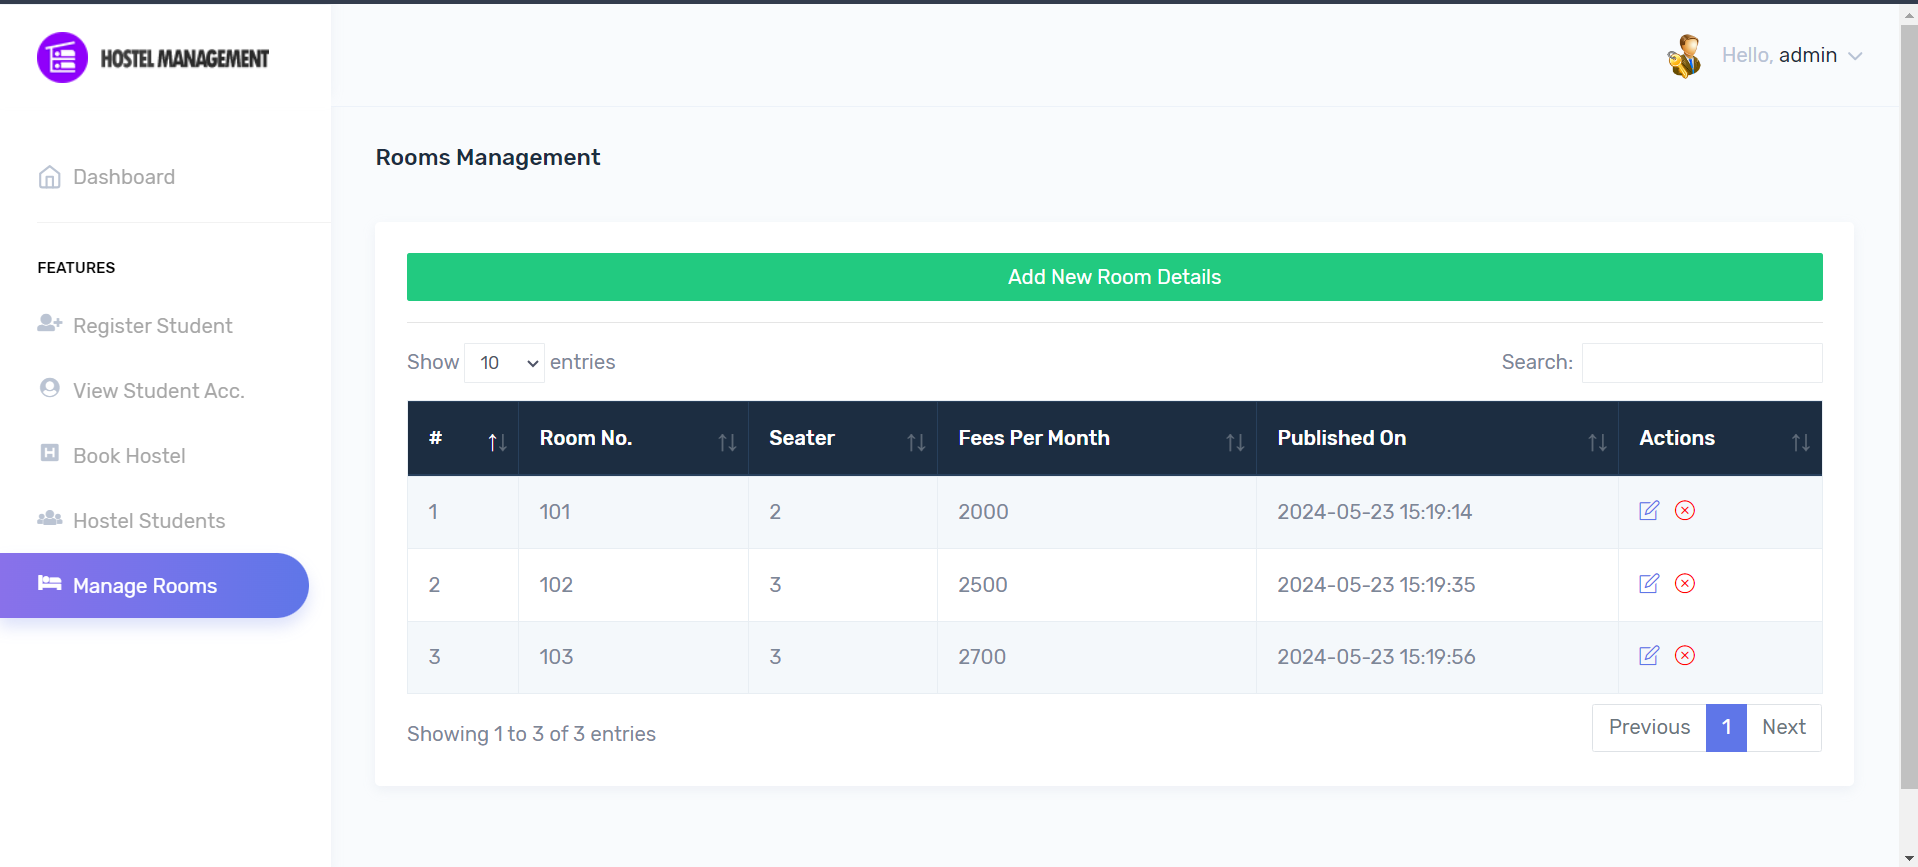 HOSTEL MANAGEMENT
Hello, admin
Dashboard
FEATURES
Register Student
View Student Acc.
Book Hostel
Hostel Students
Manage Rooms
Rooms Management
Add New Room Details
Show 10 entries Search:
# Room No. Seater Fees Per Month Published On Actions
1 101 2 2000 2024-05-23 15:19:14
2 102 3 2500 2024-05-23 15:19:35
3 103 3 2700 2024-05-23 15:19:56
Showing 1 to 3 of 3 entries
Previous 1 Next